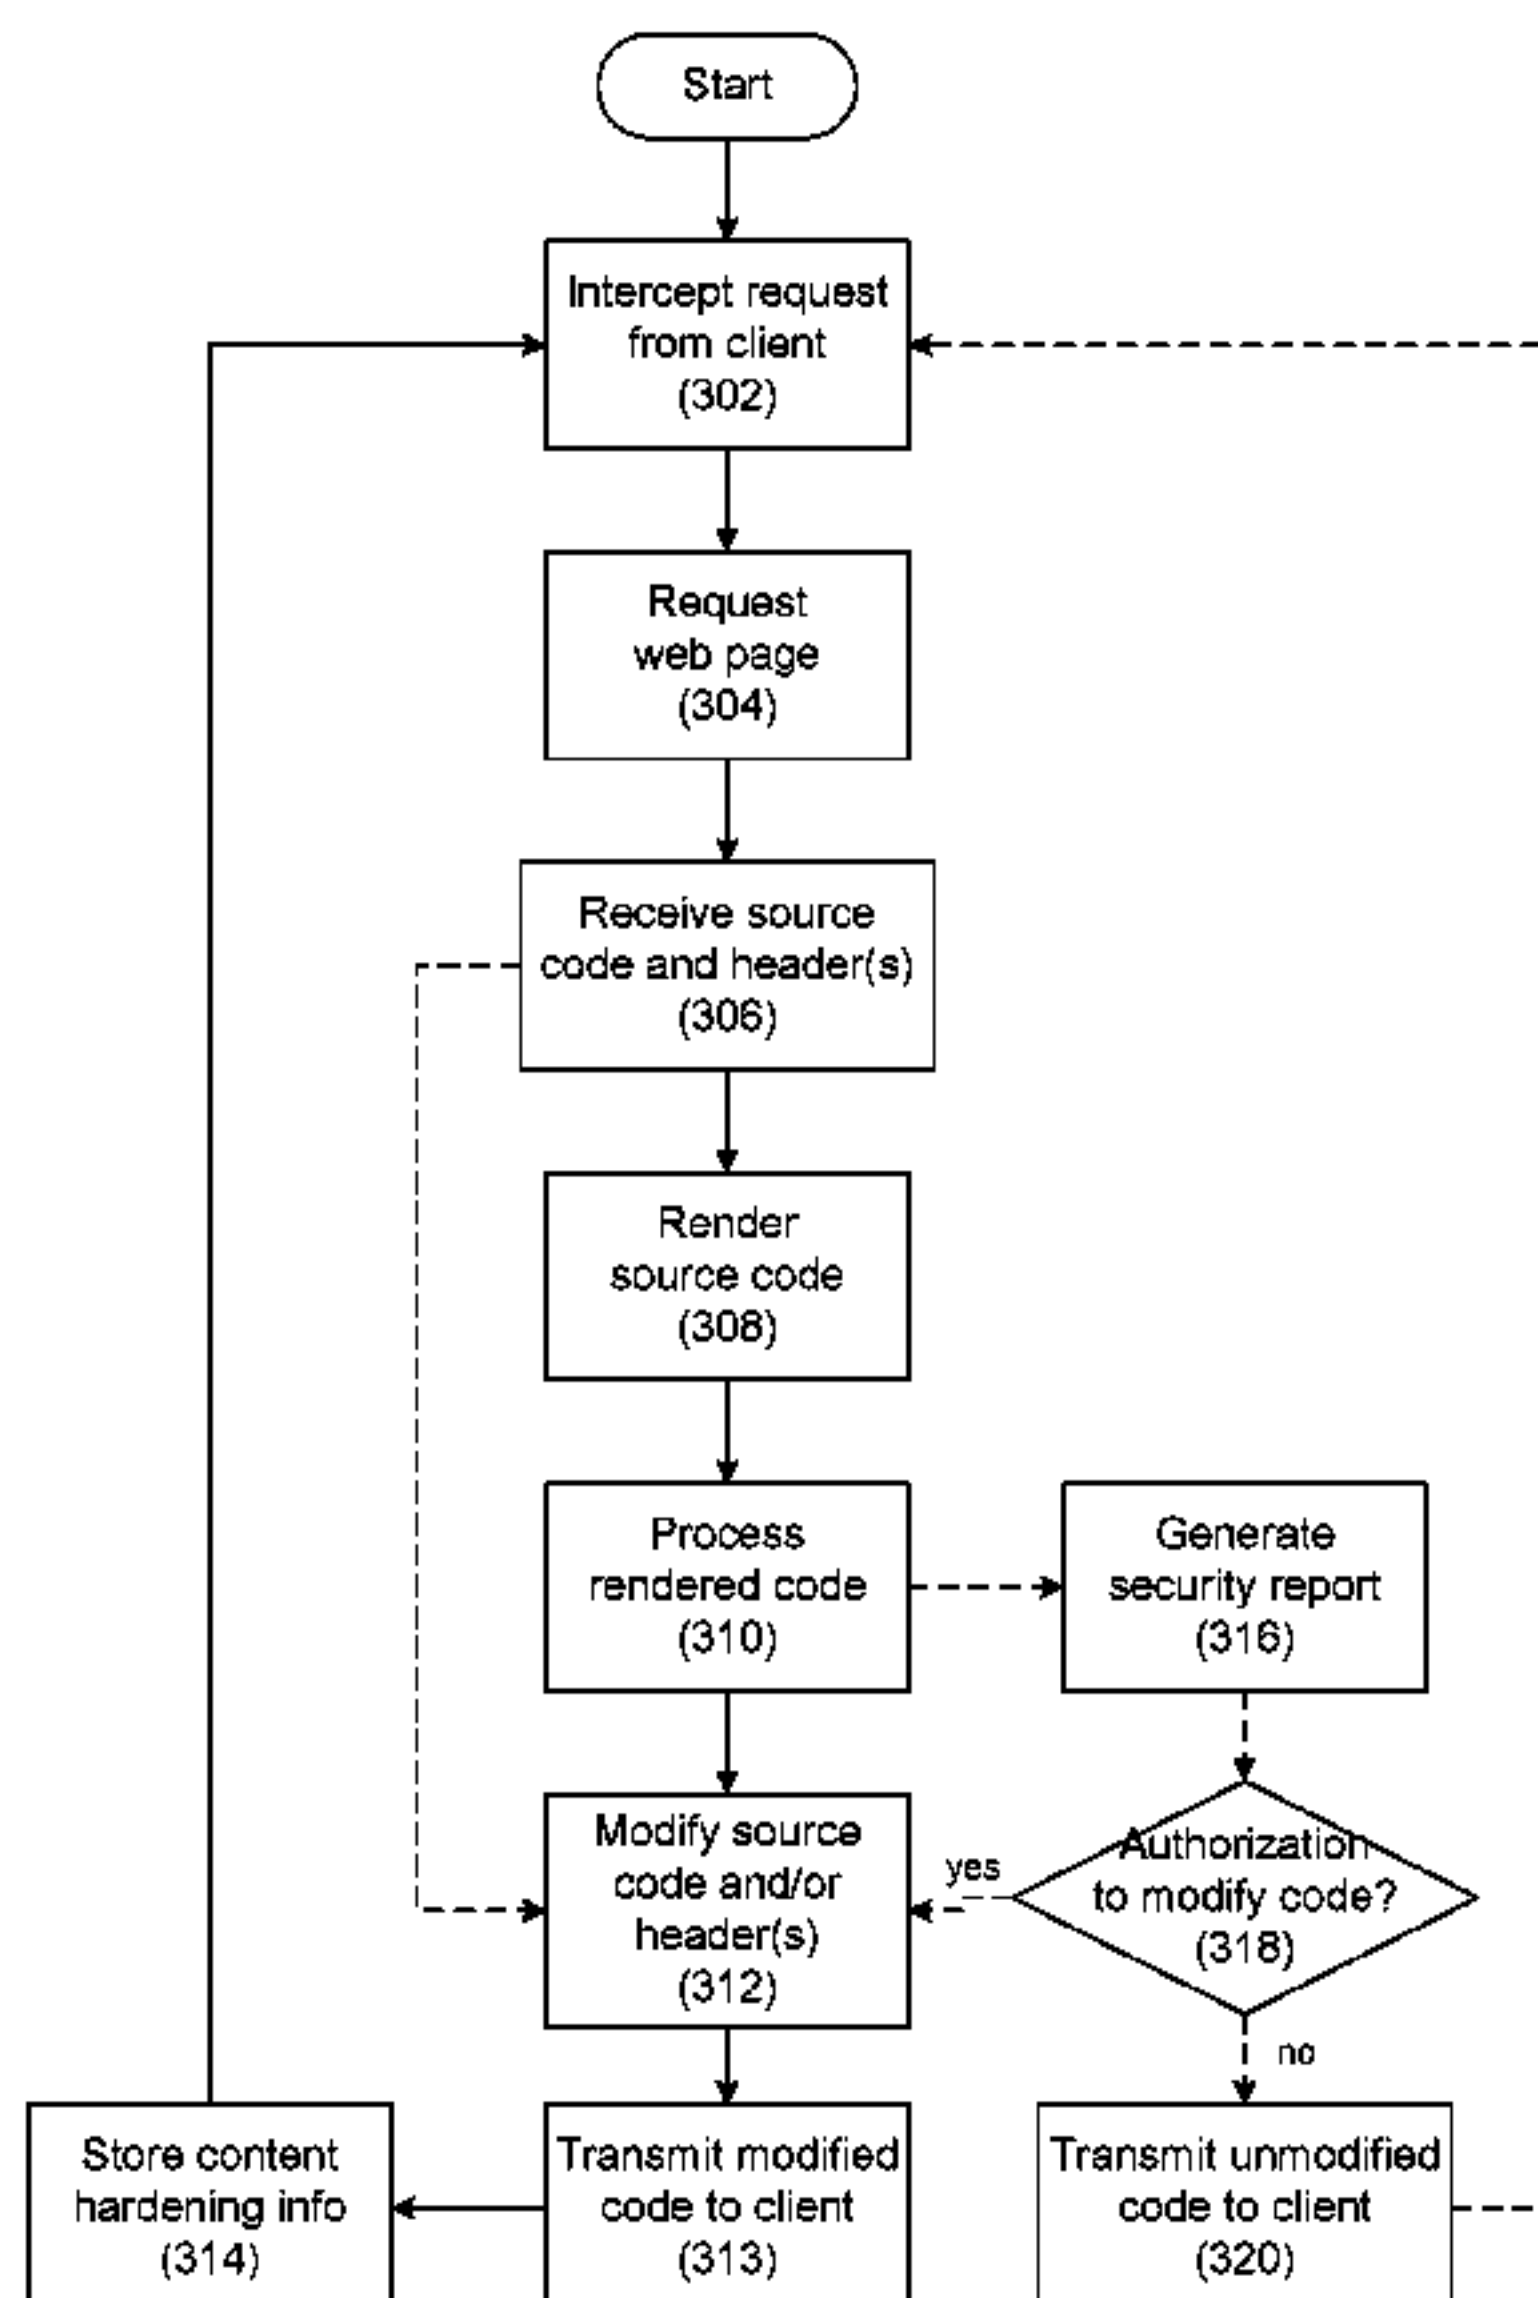 Start
Intercept request
from client
(302)
Request
web page
(304)
Receive source
code and header(s)
(306)
Render
source code
(308)
Process
rendered code
(310)
Generate
security report
(316)
Modify source
code and/or
header(s)
(312)
yes
Authorization
to modify code?
(318)
no
Store content
hardening info
(314)
Transmit modified
code to client
(313)
Transmit unmodified
code to client
(320)